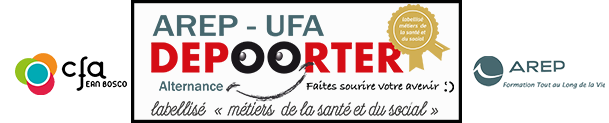 cfa
EAN BOSCO
AREP - UFA
DEPOORTER
Alternance
Faites sourire votre avenir :)
labellisé « métiers de la santé et du social »
labellisé
métiers de
la santé et
du social
AREP
Formation Tout au Long de la Vie